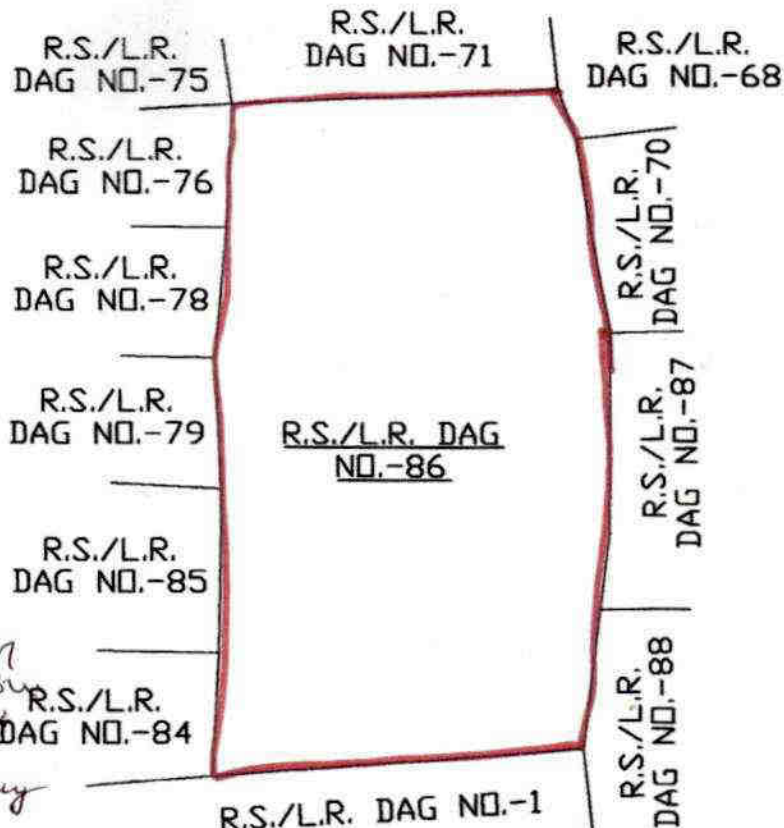 R.S./L.R.
DAG NO.-75
R.S./L.R.
DAG NO.-71
R.S./L.R.
DAG NO.-68
R.S./L.R.
DAG NO.-76
R.S./L.R.
DAG NO.-70
R.S./L.R.
DAG NO.-78
R.S./L.R.
DAG NO.-79
R.S./L.R. DAG
NO.-86
R.S./L.R.
DAG NO.-87
R.S./L.R.
DAG NO.-85
R.S./L.R.
DAG NO.-84
R.S./L.R.
DAG NO.-88
R.S./L.R. DAG NO.-1